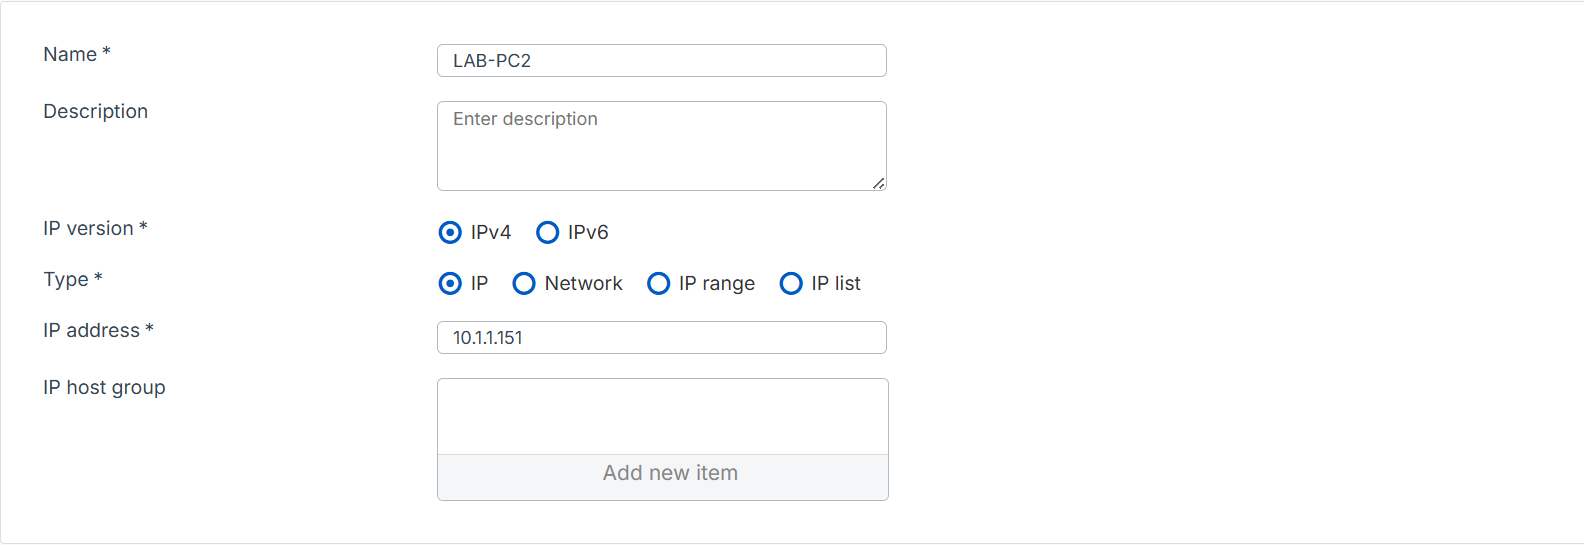 Name *
LAB-PC2
Description
Enter description
IP version *
IPv4 IPv6
Type *
IP Network IP range IP list
IP address *
10.1.1.151
IP host group
Add new item